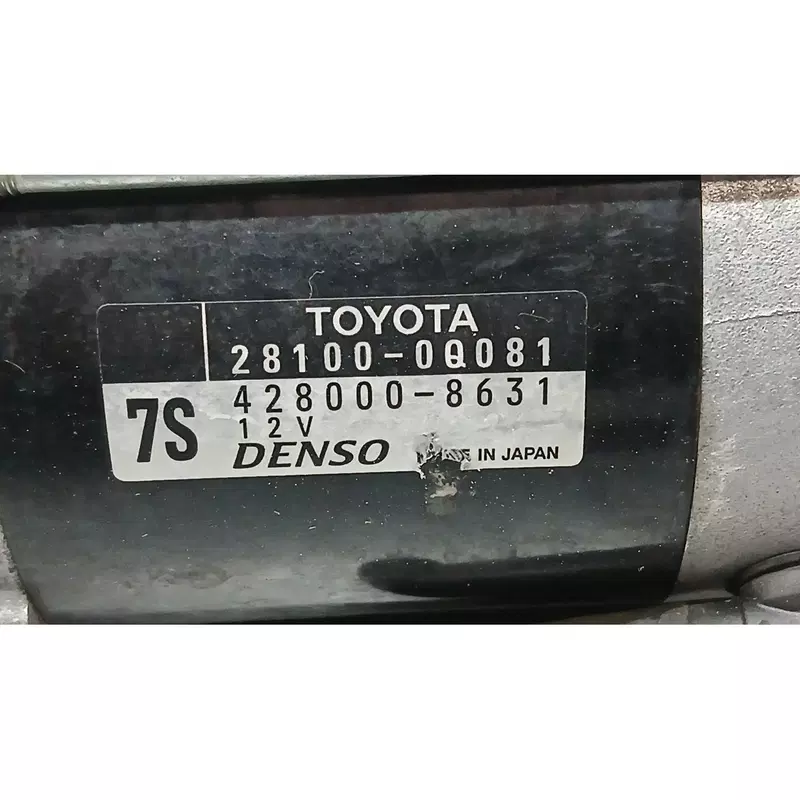 TOYOTA
28100-0Q081
7S
428000-8631
12V
DENSO
IN JAPAN